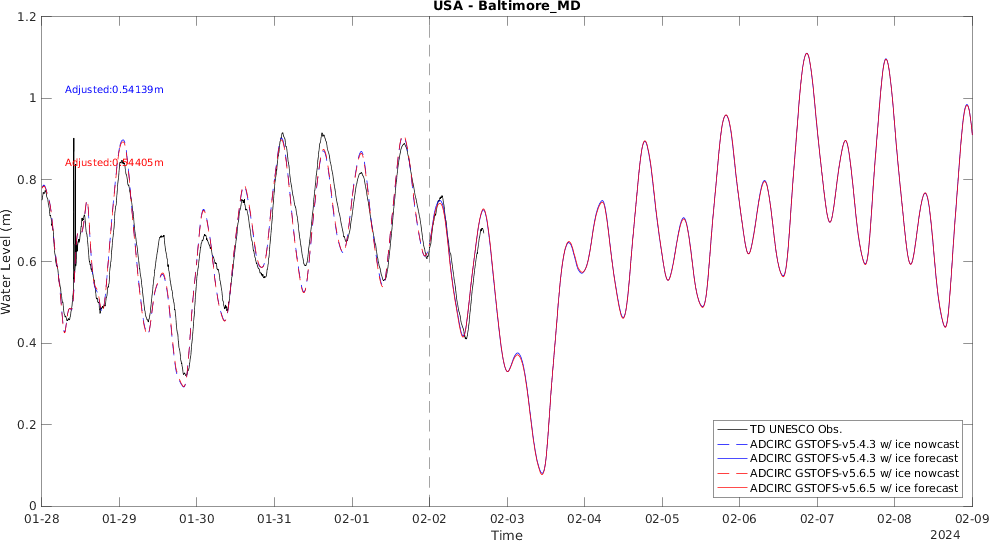 USA - Baltimore_MD
1.2
1
0.8
0.6
0.4
0.2
0
Water Level (m)
Adjusted:0.54139m
Adjusted:0.54405m
TD UNESCO Obs.
ADCIRC GSTOFS-v5.4.3 w/ ice nowcast
ADCIRC GSTOFS-v5.4.3 w/ ice forecast
ADCIRC GSTOFS-v5.6.5 w/ ice nowcast
ADCIRC GSTOFS-v5.6.5 w/ ice forecast
01-28 01-29 01-30 01-31 02-01 02-02 02-03 02-04 02-05 02-06 02-07 02-08 02-09
Time
2024